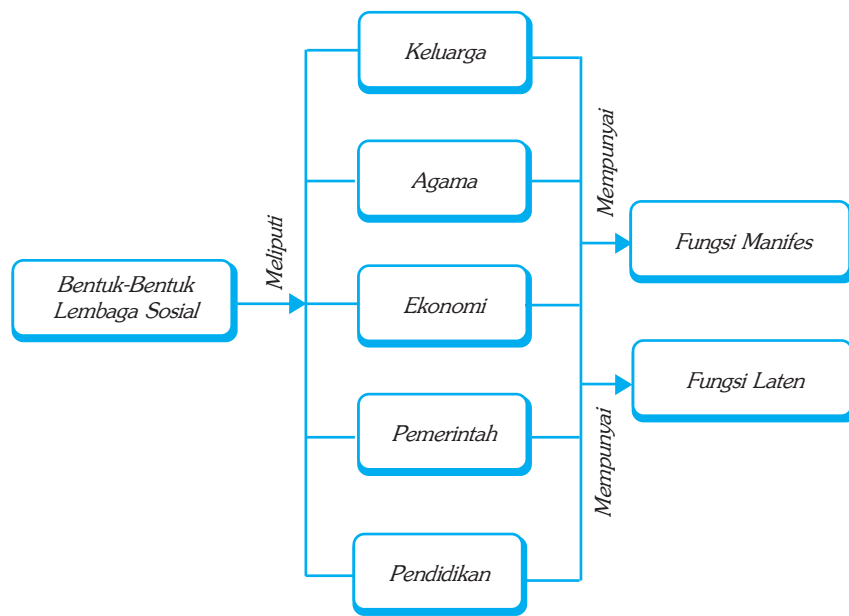 Bentuk-Bentuk
Lembaga Sosial
Meliputi
Keluarga
Agama
Ekonomi
Pemerintah
Pendidikan
Mempunyai
Fungsi Manifes
Mempunyai
Fungsi Laten